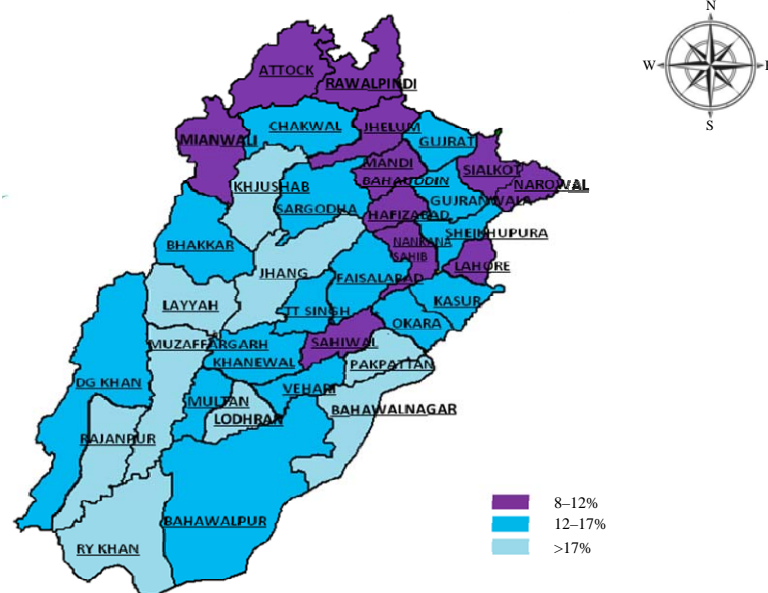 N
W
E
S
ATTOCK
RAWALPINDI
CHAKWAL
JHELUM
MIANWALI
GUJRAT
MANDI
BAHAUDDIN
SIALKOT
NAROWAL
KHJUSHAB
SARGODHA
HAFIZABAD
GUJRANWALA
BHAKKAR
NANKANA
SAHIB
SHEIKHUPURA
JHANG
FAISALABAD
LAHORE
LAYYAH
TT SINGH
KASUR
OKARA
MUZAFFARGARH
SAHIWAL
KHANEWAL
PAKPATTAN
DG KHAN
VEHARI
MULTAN
LODHRAN
BAHAWALNAGAR
RAJANPUR
BAHAWALPUR
RY KHAN
8–12%
12–17%
>17%